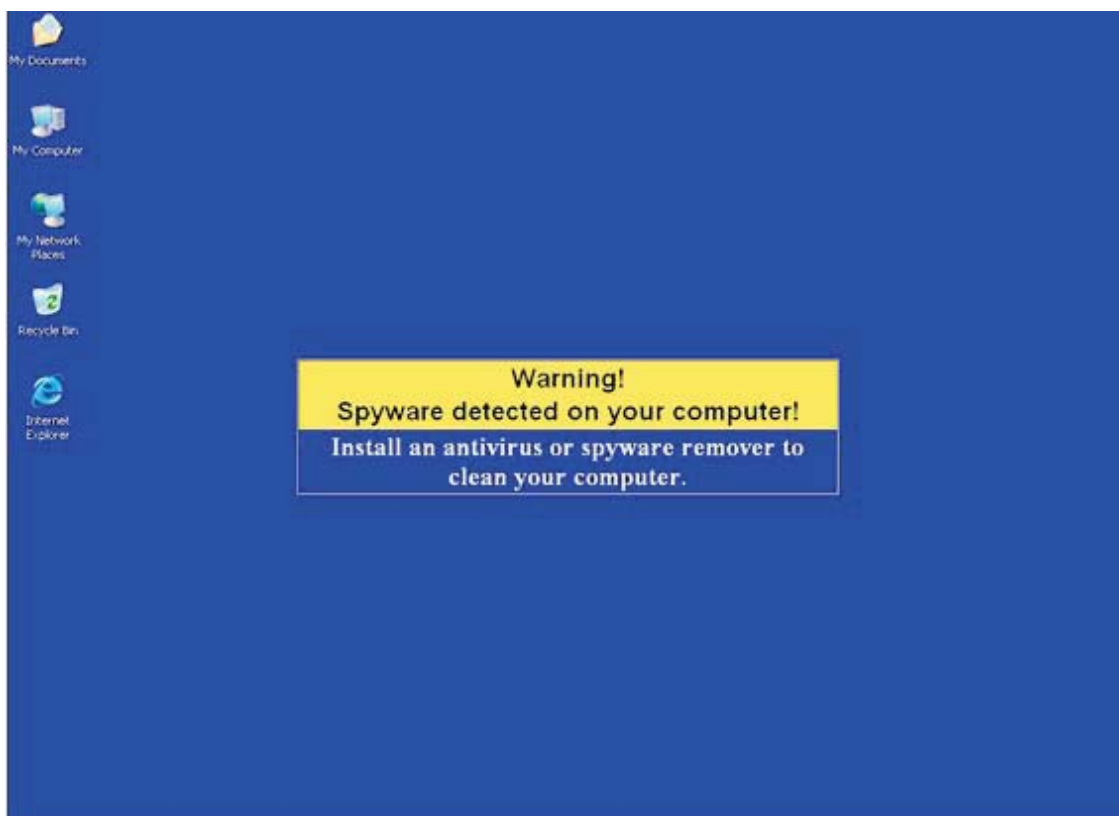 My Documents
My Computer
My Network
Places
Recycle Bin
Internet
Explorer
Warning!
Spyware detected on your computer!
Install an antivirus or spyware remover to
clean your computer.